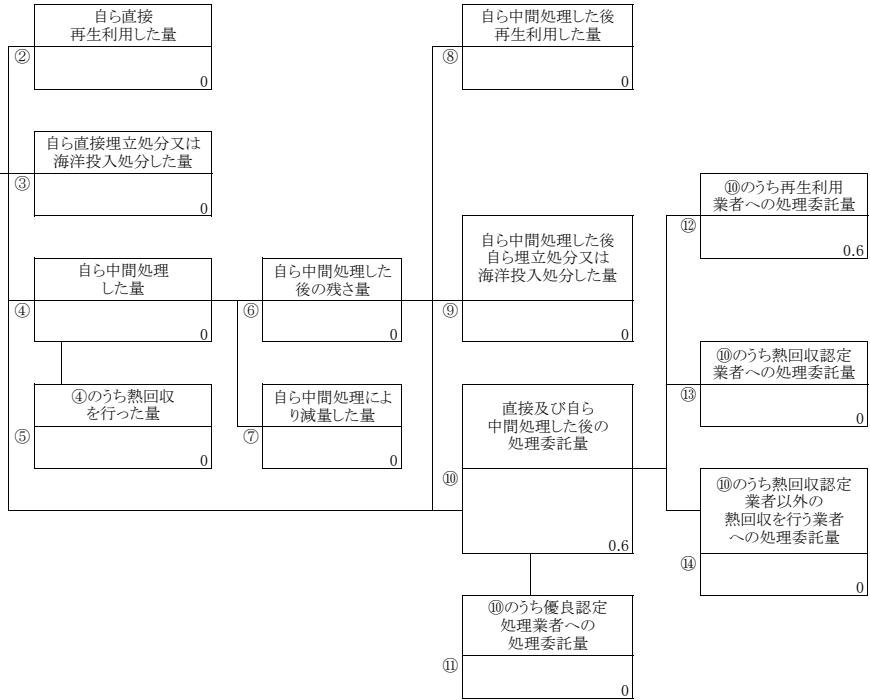 自ら直接
再生利用した量
②
0
自ら直接埋立処分又は
海洋投入処分した量
③
0
自ら中間処理
した量
④
0
④のうち熱回収
を行った量
⑤
0
自ら中間処理した
後の残さ量
⑥
0
自ら中間処理によ
り減量した量
⑦
0
自ら中間処理した後
再生利用した量
⑧
0
自ら中間処理した後
自ら埋立処分又は
海洋投入処分した量
⑨
0
直接及び自ら
中間処理した後の
処理委託量
⑩
0.6
⑩のうち優良認定
処理業者への
処理委託量
⑪
0
⑩のうち再生利用
業者への処理委託量
⑫
0.6
⑩のうち熱回収認定
業者への処理委託量
⑬
0
⑩のうち熱回収認定
業者以外の
熱回収を行う業者
への処理委託量
⑭
0